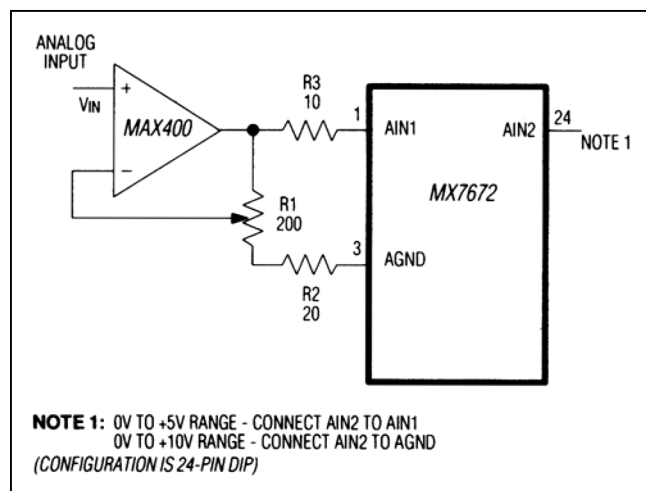 ANALOG
INPUT
VIN
+
MAX400
−
R3
10
1
AIN1
AIN2
24
NOTE 1
MX7672
R1
200
3
AGND
R2
20
NOTE 1: 0V TO +5V RANGE - CONNECT AIN2 TO AIN1
0V TO +10V RANGE - CONNECT AIN2 TO AGND
(CONFIGURATION IS 24-PIN DIP)